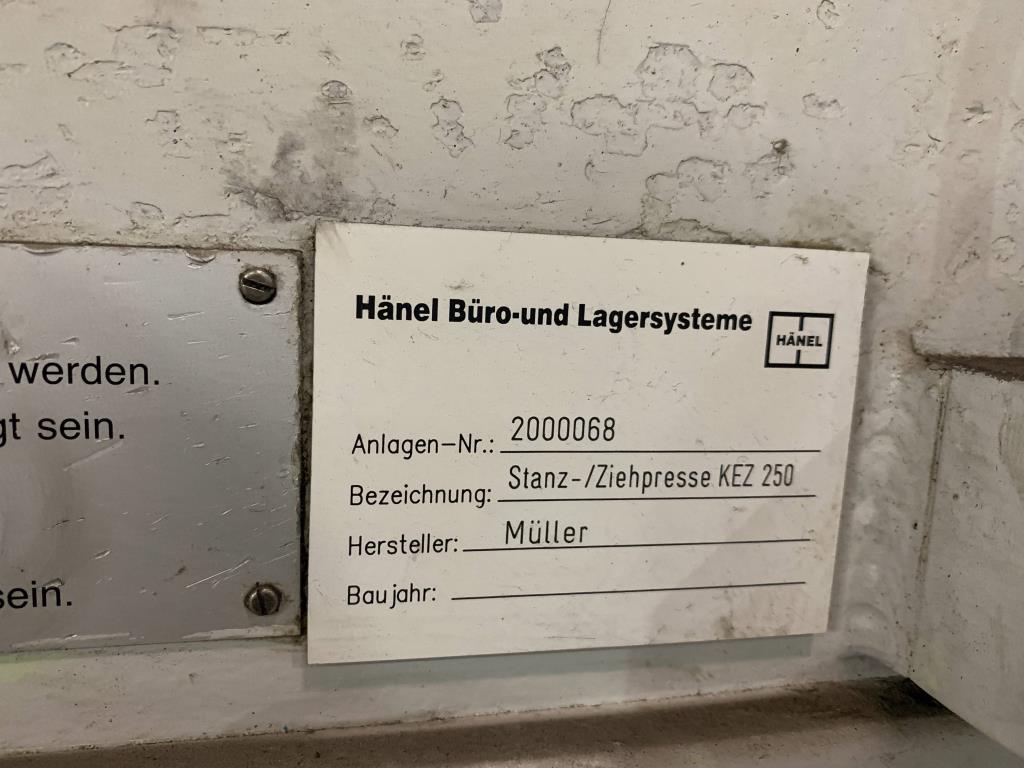 werden.
gt sein.
sein.
Hänel Büro-und Lagersysteme
HÄNEL
Anlagen-Nr.: 2000068
Bezeichnung: Stanz-/Ziehpresse KEZ 250
Hersteller: Müller
Baujahr: